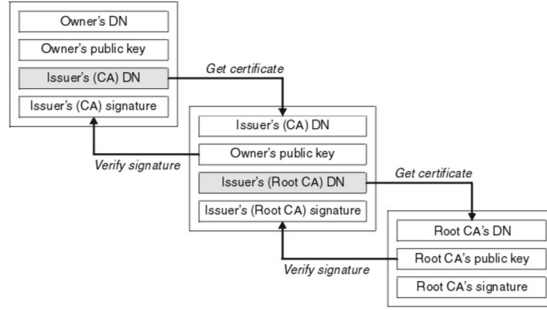 Owner's DN
Owner's public key
Issuer's (CA) DN
Issuer's (CA) signature
Get certificate
Verify signature
Issuer's (CA) DN
Owner's public key
Issuer's (Root CA) DN
Issuer's (Root CA) signature
Get certificate
Verify signature
Root CA's DN
Root CA's public key
Root CA's signature